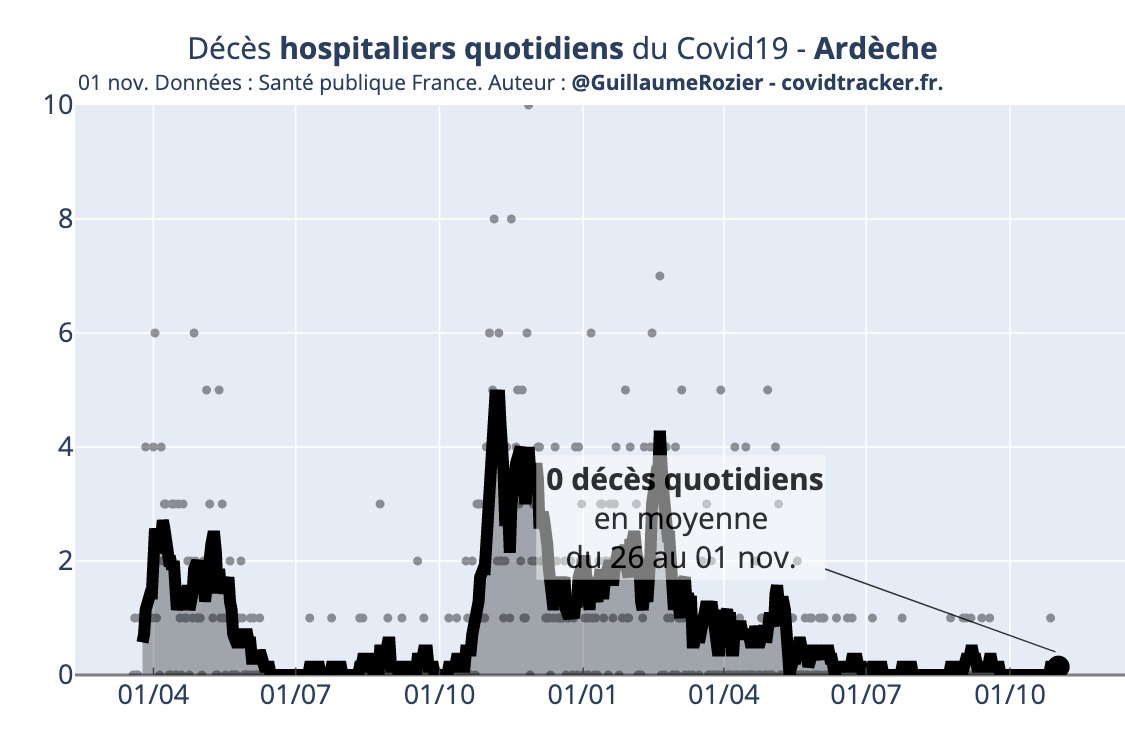 Décès hospitaliers quotidiens du Covid19 - Ardèche
01 nov. Données : Santé publique France. Auteur : @GuillaumeRozier - covidtracker.fr.
10
8
6
4
2
0
0 décès quotidiens
en moyenne
du 26 au 01 nov.
01/04 01/07 01/10 01/01 01/04 01/07 01/10